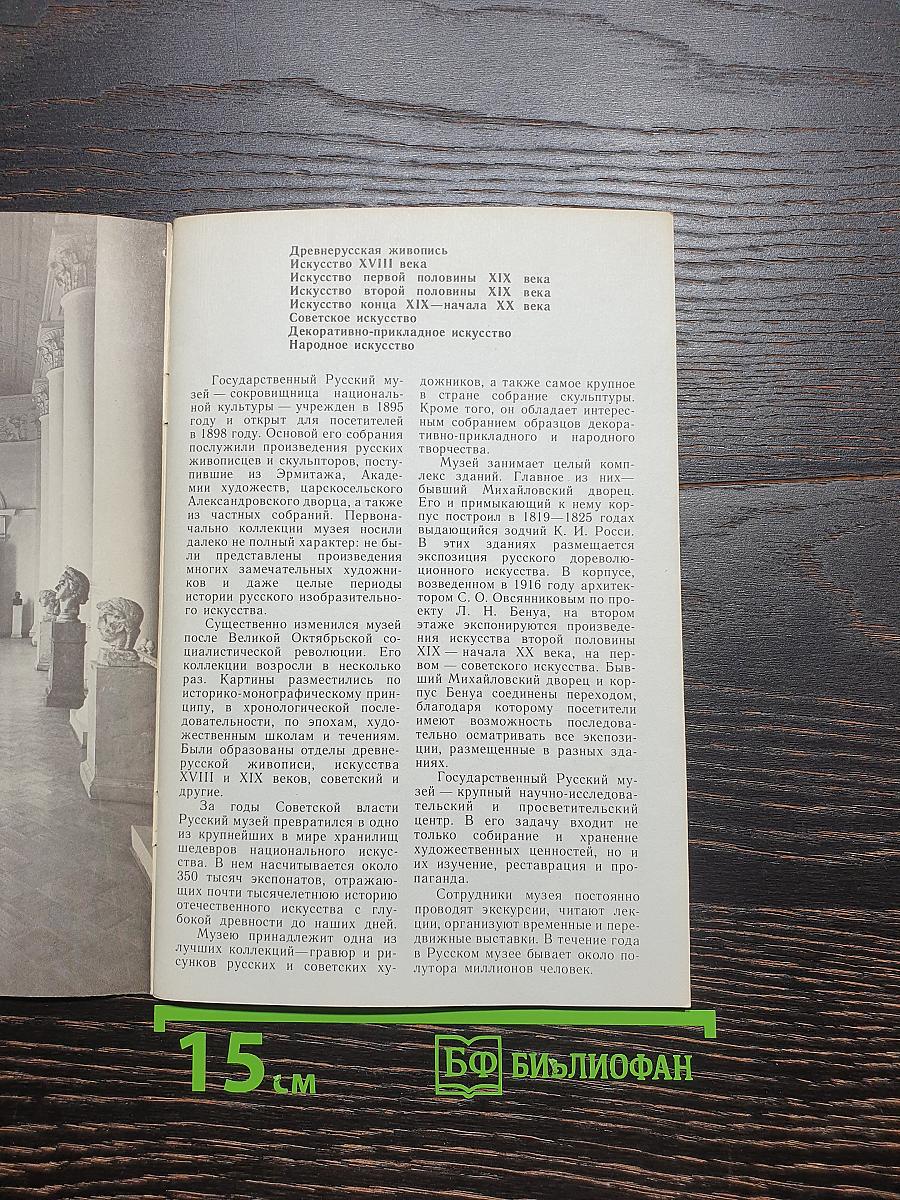 Древнерусская живопись
Искусство XVIII века
Искусство первой половины XIX века
Искусство второй половины XIX века
Искусство конца XIX—начала XX века
Советское искусство
Декоративно-прикладное искусство
Народное искусство
Государственный Русский му-
зей — сокровищница националь-
ной культуры — учрежден в 1895
году и открыт для посетителей
в 1898 году. Основой его собрания
послужили произведения русских
живописцев и скульпторов, посту-
пившие из Эрмитажа, Акаде-
мии художеств, царскосельского
Александровского дворца, а также
из частных собраний. Первона-
чально коллекции музея носили
далеко не полный характер: не бы-
ли представлены произведения
многих замечательных художни-
ков и даже целые периоды
истории русского изобразительно-
го искусства.
Существенно изменился музей
после Великой Октябрьской со-
циалистической революции. Его
коллекции возросли в несколько
раз. Картины разместились по
историко-монографическому прин-
ципу, в хронологической после-
довательности, по эпохам, худо-
жественным школам и течениям.
Были образованы отделы древне-
русской живописи, искусства
XVIII и XIX веков, советский и
другие.
За годы Советской власти
Русский музей превратился в одно
из крупнейших в мире хранилищ
шедевров национального искус-
ства. В нем насчитывается около
350 тысяч экспонатов, отражаю-
щих почти тысячелетнюю историю
отечественного искусства с глу-
бокой древности до наших дней.
Музею принадлежит одна из
лучших коллекций—гравюр и ри-
сунков русских и советских ху-
дожников, а также самое крупное
в стране собрание скульптуры.
Кроме того, он обладает интерес-
ным собранием образцов декора-
тивно-прикладного и народного
творчества.
Музей занимает целый комп-
лекс зданий. Главное из них—
бывший Михайловский дворец.
Его и примыкающий к нему кор-
пус построил в 1819—1825 годах
выдающийся зодчий К. И. Росси.
В этих зданиях размещается
экспозиция русского дореволю-
ционного искусства. В корпусе,
возведенном в 1916 году архитек-
тором С. О. Овсянниковым по про-
екту Л. Н. Бенуа, на втором
этаже экспонируются произведе-
ния искусства второй половины
XIX — начала XX века, на пер-
вом — советского искусства. Быв-
ший Михайловский дворец и кор-
пус Бенуа соединены переходом,
благодаря которому посетители
имеют возможность последова-
тельно осматривать все экспози-
ции, размещенные в разных зда-
ниях.
Государственный Русский му-
зей — крупный научно-исследова-
тельский и просветительский
центр. В его задачу входит не
только собирание и хранение
художественных ценностей, но и
их изучение, реставрация и про-
паганда.
Сотрудники музея постоянно
проводят экскурсии, читают лек-
ции, организуют временные и пере-
движные выставки. В течение года
в Русском музее бывает около по-
лутора миллионов человек.
15 см
БФ БИЬЛИОФАН